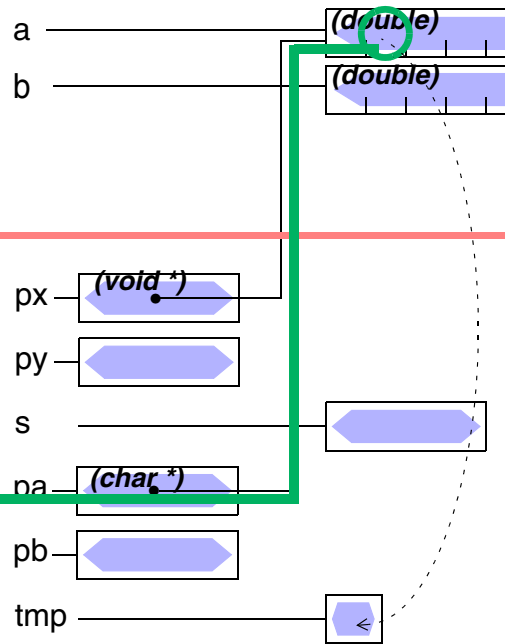 a (double)
b (double)
px (void *)
py
s
pa (char *)
pb
tmp